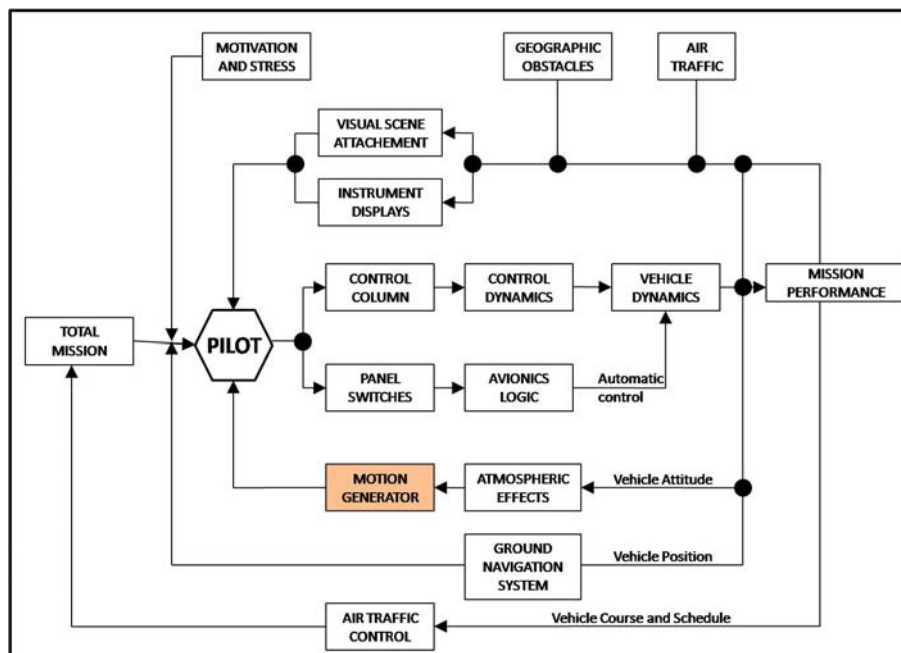 MOTIVATION
AND STRESS
GEOGRAPHIC
OBSTACLES
AIR
TRAFFIC
VISUAL SCENE
ATTACHEMENT
INSTRUMENT
DISPLAYS
CONTROL
COLUMN
CONTROL
DYNAMICS
VEHICLE
DYNAMICS
MISSION
PERFORMANCE
TOTAL
MISSION
PILOT
PANEL
SWITCHES
AVIONICS
LOGIC
Automatic
control
MOTION
GENERATOR
ATMOSPHERIC
EFFECTS
Vehicle Attitude
GROUND
NAVIGATION
SYSTEM
Vehicle Position
AIR TRAFFIC
CONTROL
Vehicle Course and Schedule